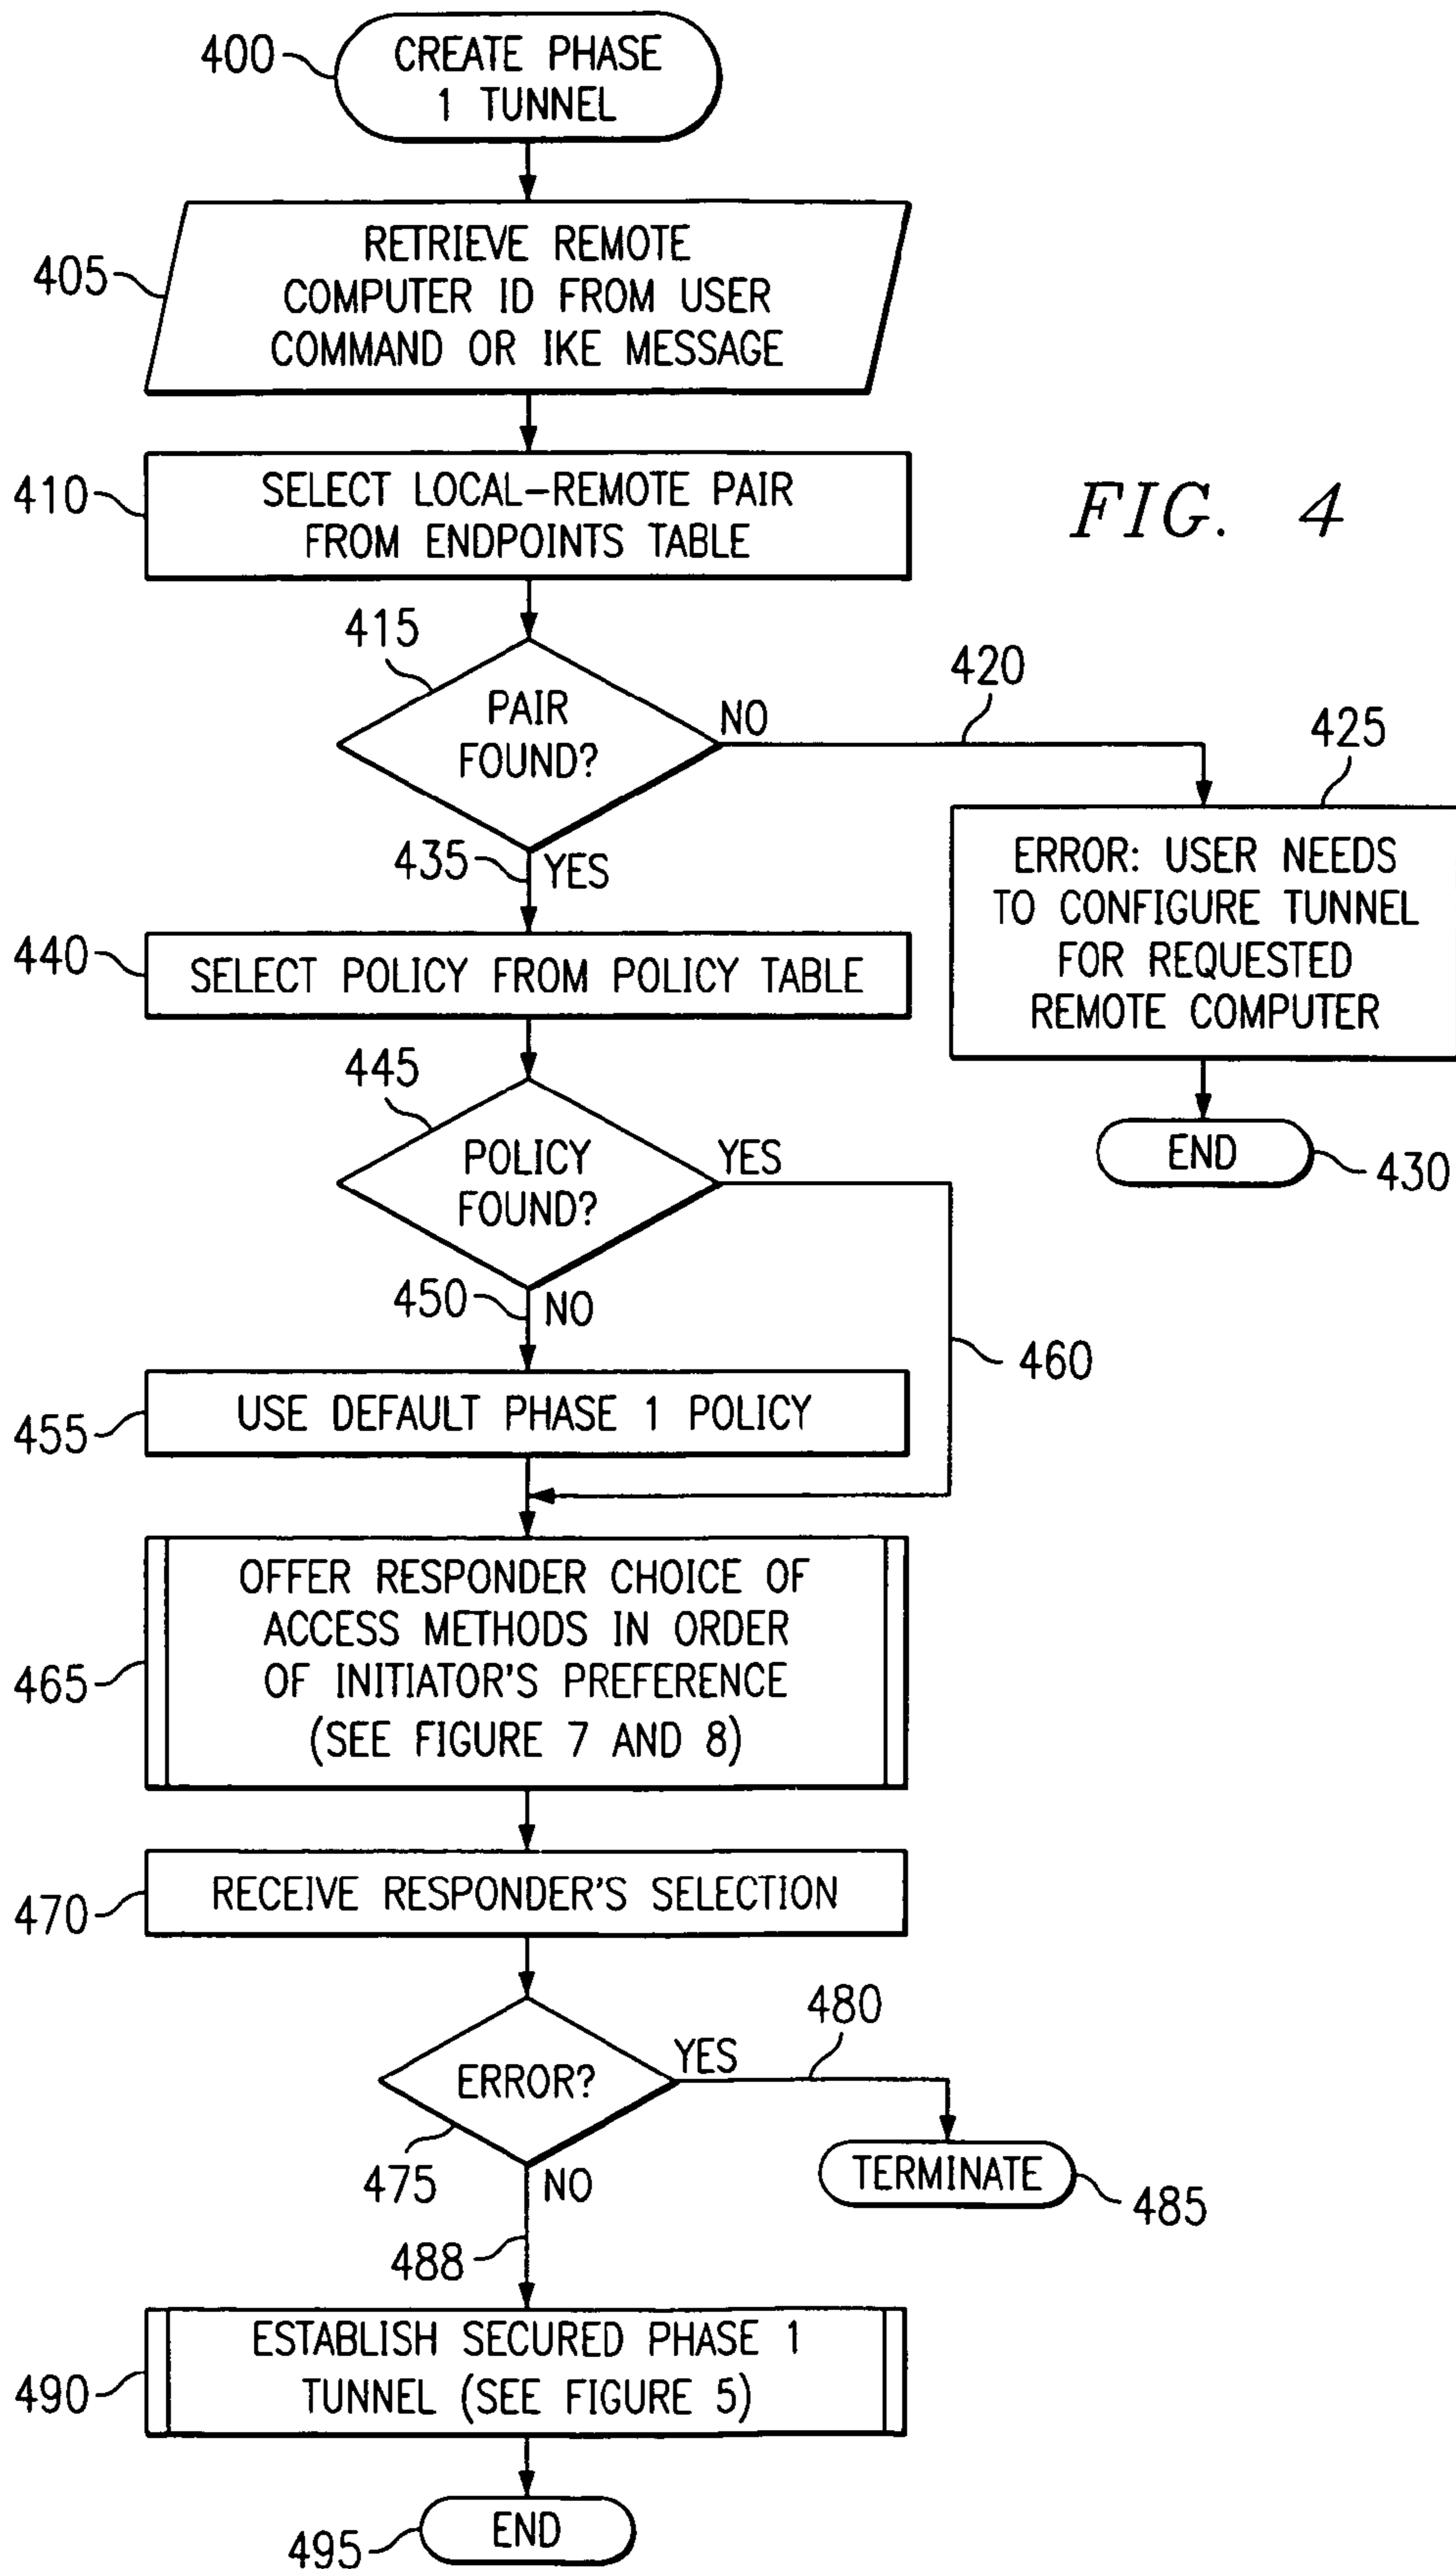 400
CREATE PHASE
1 TUNNEL
405
RETRIEVE REMOTE
COMPUTER ID FROM USER
COMMAND OR IKE MESSAGE
410
SELECT LOCAL-REMOTE PAIR
FROM ENDPOINTS TABLE
FIG. 4
415
PAIR
FOUND?
NO
420
425
435
YES
ERROR: USER NEEDS
TO CONFIGURE TUNNEL
FOR REQUESTED
REMOTE COMPUTER
END
430
440
SELECT POLICY FROM POLICY TABLE
445
POLICY
FOUND?
YES
450
NO
460
455
USE DEFAULT PHASE 1 POLICY
465
OFFER RESPONDER CHOICE OF
ACCESS METHODS IN ORDER
OF INITIATOR'S PREFERENCE
(SEE FIGURE 7 AND 8)
470
RECEIVE RESPONDER'S SELECTION
475
ERROR?
YES
480
TERMINATE
485
NO
488
490
ESTABLISH SECURED PHASE 1
TUNNEL (SEE FIGURE 5)
495
END